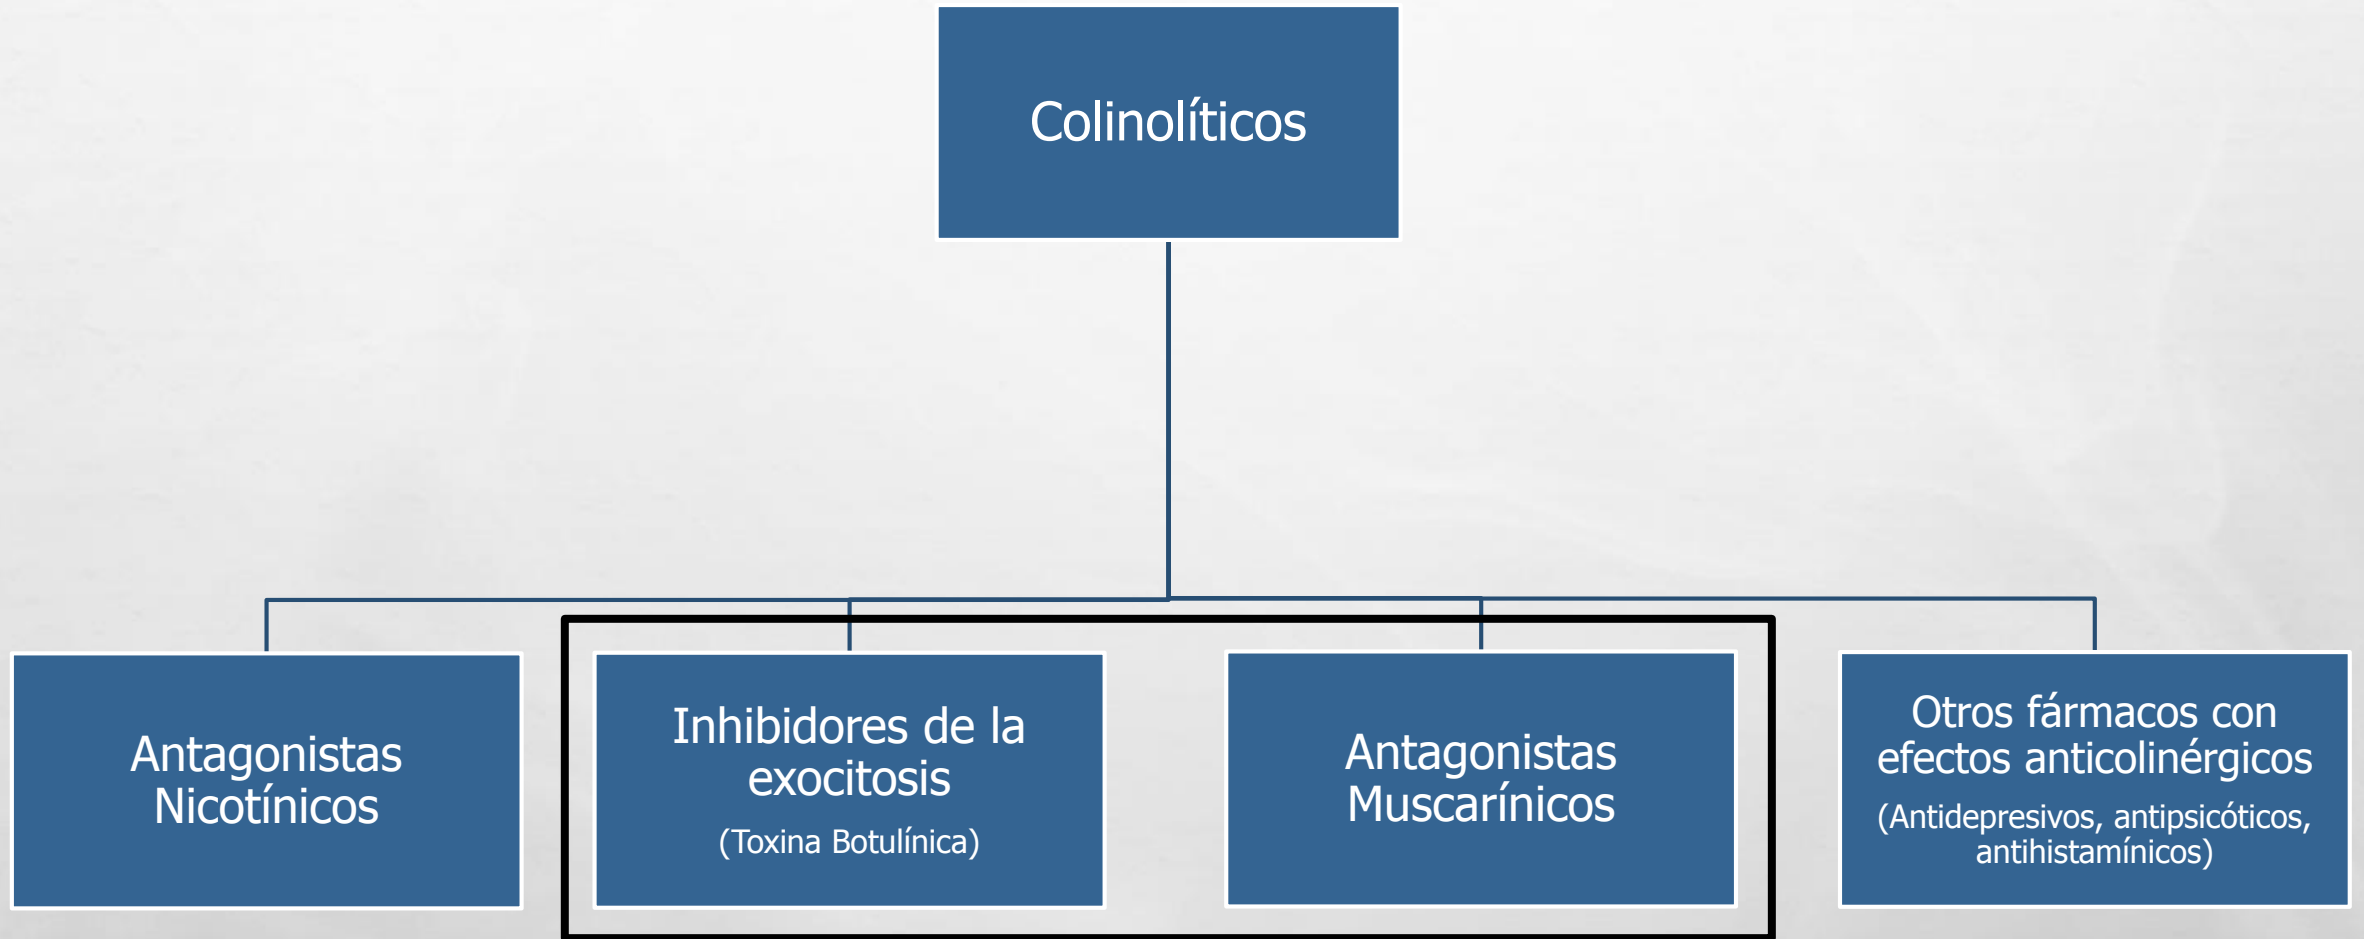 Colinolíticos
Antagonistas
Nicotínicos
Inhibidores de la
exocitosis
(Toxina Botulínica)
Antagonistas
Muscarínicos
Otros fármacos con
efectos anticolinérgicos
(Antidepresivos, antipsicóticos,
antihistamínicos)